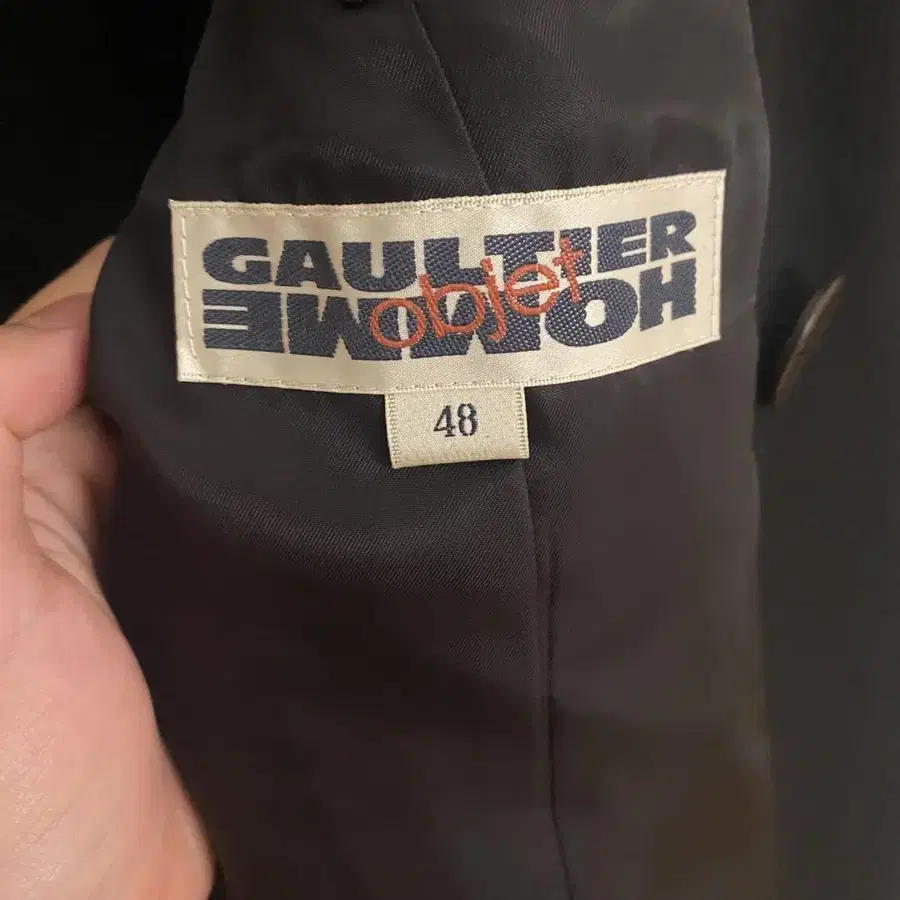 GAULTIER
objet
HOMME
48